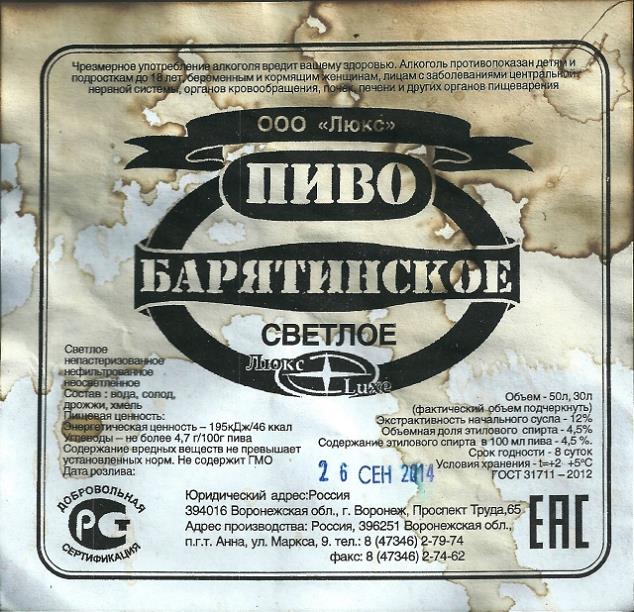 Чрезмерное употребление алкоголя вредит вашему здоровью. Алкоголь противопоказан детям и
подросткам до 18 лет, беременным и кормящим женщинам, лицам с заболеваниями центральной
нервной системы, органов кровообращения, почек, печени и других органов пищеварения
ООО «Люкс»
ПИВО
БАРЯТИНСКОЕ
СВЕТЛОЕ
Люкс
Luxe
Светлое
непастеризованное
нефильтрованное
неосветлённое
Состав : вода, солод,
дрожжи, хмель
Пищевая ценность:
Энергетическая ценность – 195кДж/46 ккал
Углеводы – не более 4,7 г/100г пива
Содержание вредных веществ не превышает
установленных норм. Не содержит ГМО
Дата розлива:
26 СЕН 2014
Объем - 50л, 30л
(фактический объем подчеркнуть)
Экстрактивность начального сусла - 12%
Объемная доля этилового спирта - 4,5%
Содержание этилового спирта в 100 мл пива - 4,5 %.
Срок годности - 8 суток
Условия хранения - t=+2 +5°С
ГОСТ 31711 – 2012
ДОБРОВОЛЬНАЯ
РСТ
СЕРТИФИКАЦИЯ
Юридический адрес:Россия
394016 Воронежская обл., г. Воронеж, Проспект Труда,65
Адрес производства: Россия, 396251 Воронежская обл.,
п.г.т. Анна, ул. Маркса, 9. тел.: 8 (47346) 2-79-74
факс: 8 (47346) 2-74-62
ЕАС